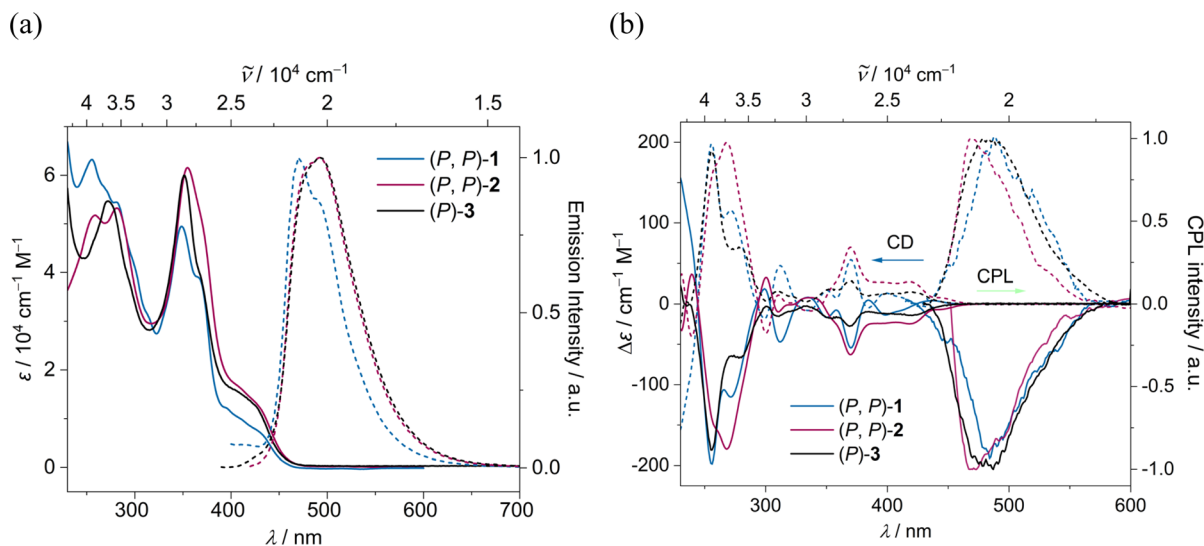 (a)
ṽ / 10⁴ cm⁻¹
4 3.5 3 2.5 2 1.5
6
4
2
0
ε / 10⁴ cm⁻¹ M⁻¹
(P, P)-1
(P, P)-2
(P)-3
1.0
0.5
0.0
Emission Intensity / a.u.
300 400 500 600 700
λ / nm
(b)
ṽ / 10⁴ cm⁻¹
4 3.5 3 2.5 2
200
100
0
-100
-200
Δε / cm⁻¹ M⁻¹
CD
CPL
(P, P)-1
(P, P)-2
(P)-3
1.0
0.5
0.0
-0.5
-1.0
CPL intensity / a.u.
300 400 500 600
λ / nm